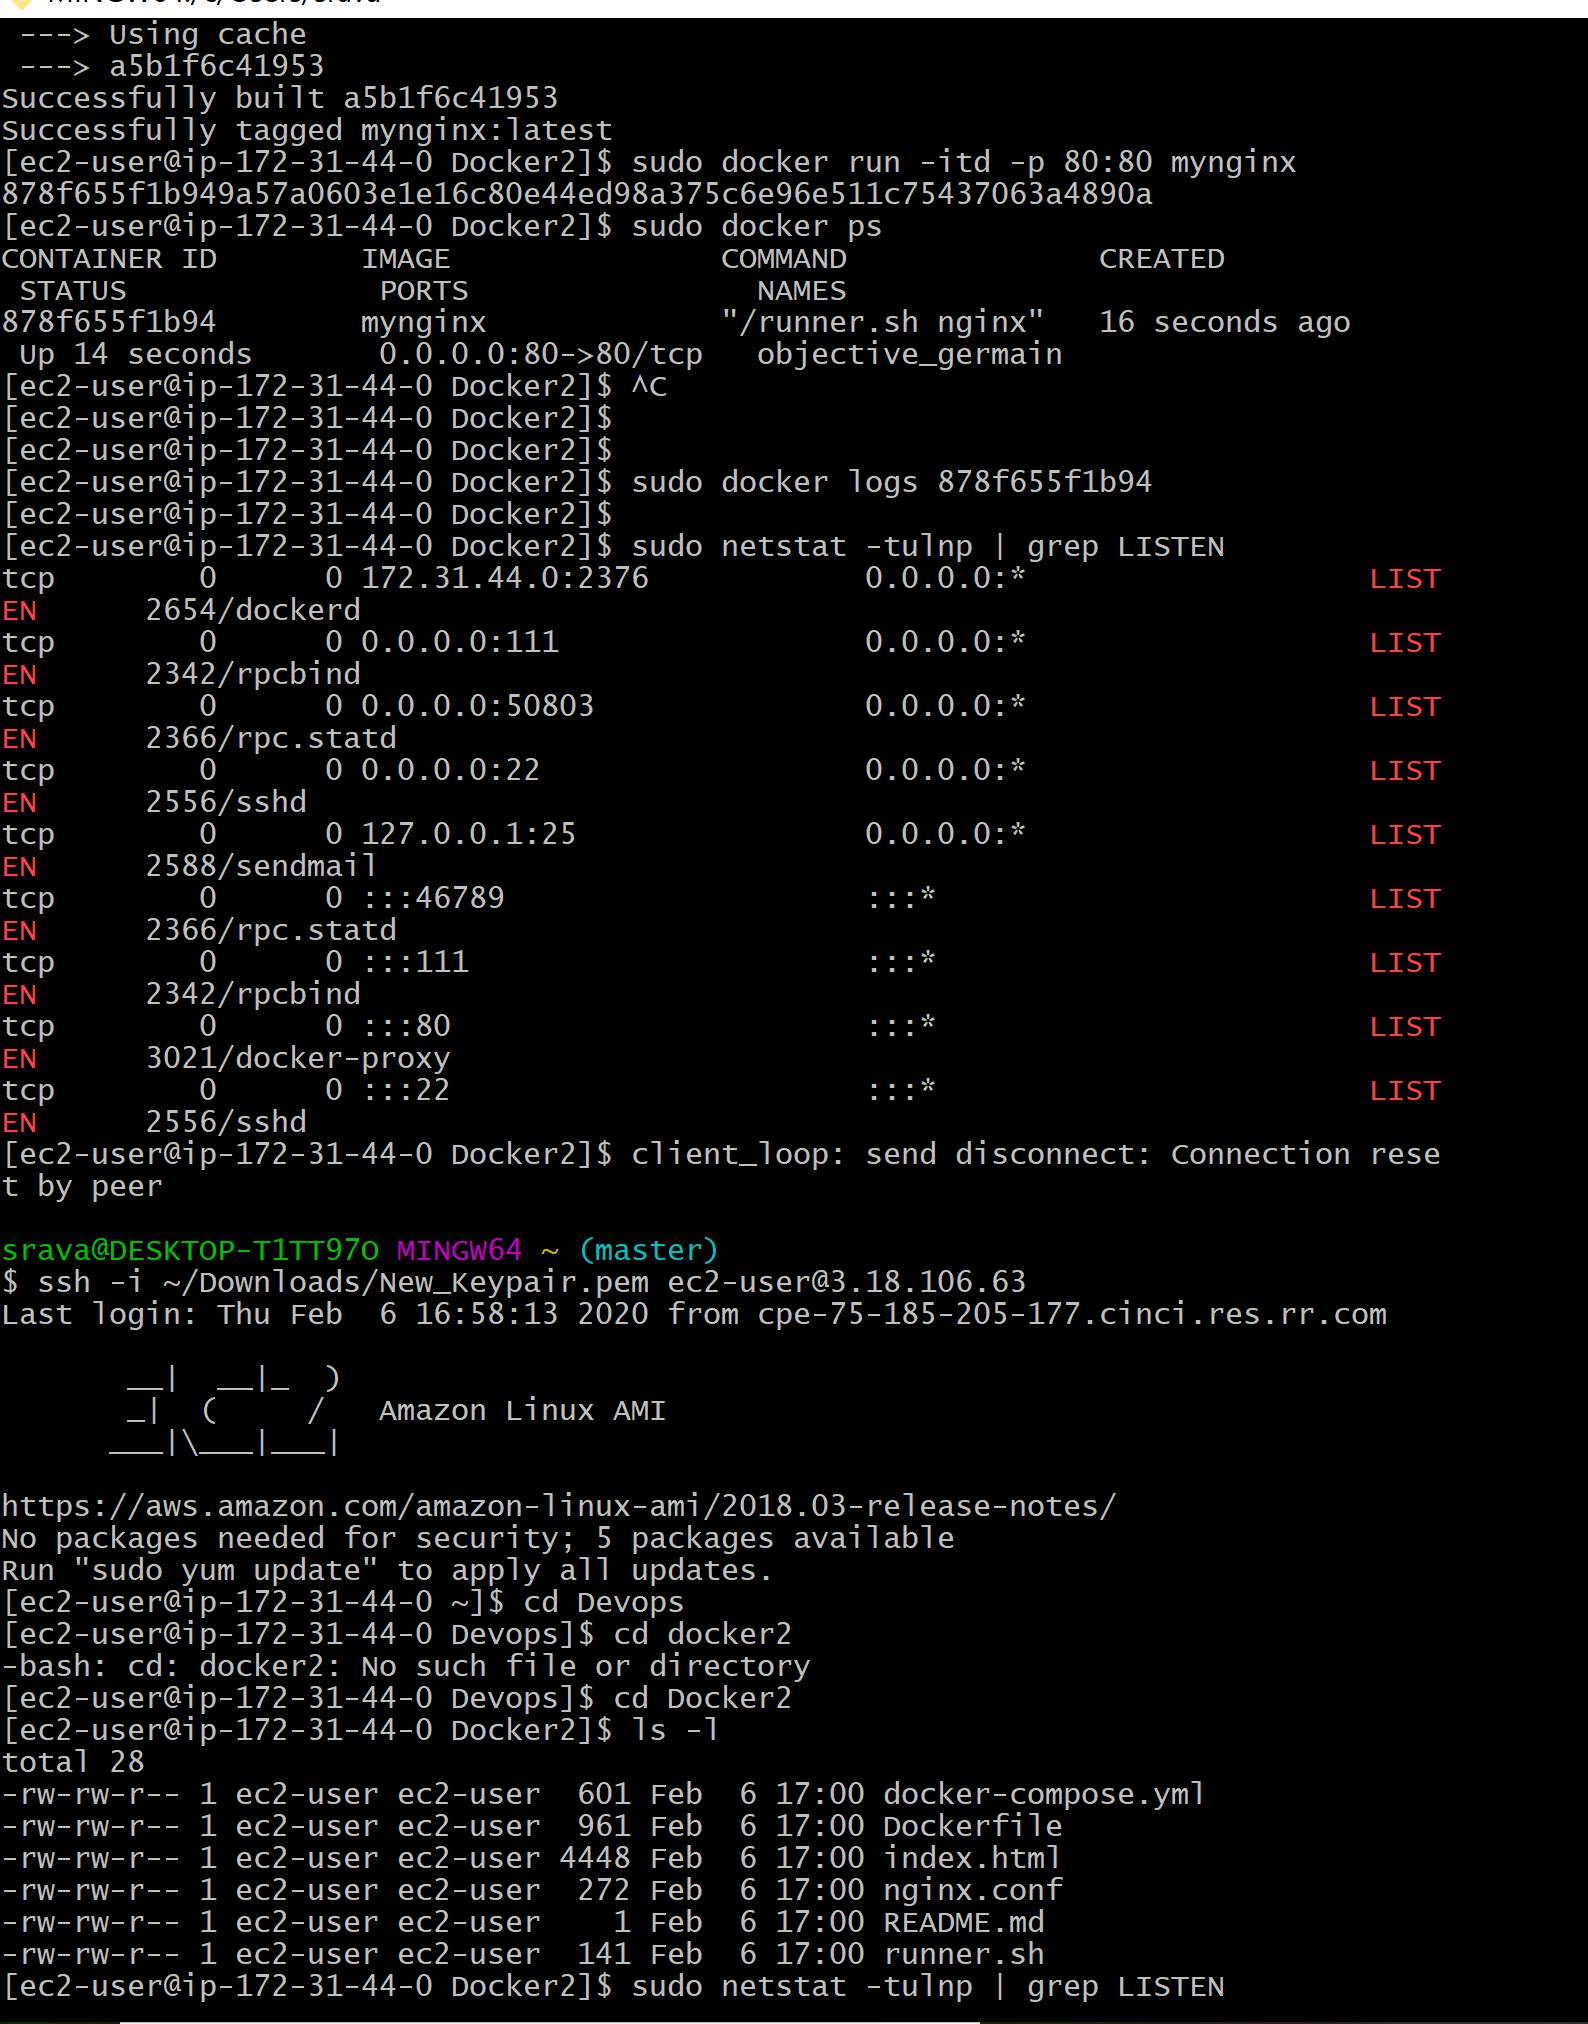 ---> Using cache
 ---> a5b1f6c41953
Successfully built a5b1f6c41953
Successfully tagged mynginx:latest
[ec2-user@ip-172-31-44-0 Docker2]$ sudo docker run -itd -p 80:80 mynginx
878f655f1b949a57a0603e1e16c80e44ed98a375c6e96e511c75437063a4890a
[ec2-user@ip-172-31-44-0 Docker2]$ sudo docker ps
CONTAINER ID        IMAGE               COMMAND              CREATED
 STATUS              PORTS                NAMES
878f655f1b94        mynginx             "/runner.sh nginx"   16 seconds ago
 Up 14 seconds       0.0.0.0:80->80/tcp   objective_germain
[ec2-user@ip-172-31-44-0 Docker2]$ ^C
[ec2-user@ip-172-31-44-0 Docker2]$
[ec2-user@ip-172-31-44-0 Docker2]$
[ec2-user@ip-172-31-44-0 Docker2]$ sudo docker logs 878f655f1b94
[ec2-user@ip-172-31-44-0 Docker2]$
[ec2-user@ip-172-31-44-0 Docker2]$ sudo netstat -tulnp | grep LISTEN
tcp        0      0 172.31.44.0:2376            0.0.0.0:*                   LIST
EN      2654/dockerd
tcp        0      0 0.0.0.0:111                 0.0.0.0:*                   LIST
EN      2342/rpcbind
tcp        0      0 0.0.0.0:50803               0.0.0.0:*                   LIST
EN      2366/rpc.statd
tcp        0      0 0.0.0.0:22                  0.0.0.0:*                   LIST
EN      2556/sshd
tcp        0      0 127.0.0.1:25                0.0.0.0:*                   LIST
EN      2588/sendmail
tcp        0      0 :::46789                    :::*                        LIST
EN      2366/rpc.statd
tcp        0      0 :::111                      :::*                        LIST
EN      2342/rpcbind
tcp        0      0 :::80                       :::*                        LIST
EN      3021/docker-proxy
tcp        0      0 :::22                       :::*                        LIST
EN      2556/sshd
[ec2-user@ip-172-31-44-0 Docker2]$ client_loop: send disconnect: Connection rese
t by peer

srava@DESKTOP-T1TT97O MINGW64 ~ (master)
$ ssh -i ~/Downloads/New_Keypair.pem ec2-user@3.18.106.63
Last login: Thu Feb  6 16:58:13 2020 from cpe-75-185-205-177.cinci.res.rr.com

       __|  __|_  )
       _|  (     /   Amazon Linux AMI
      ___|\___|___|

https://aws.amazon.com/amazon-linux-ami/2018.03-release-notes/
No packages needed for security; 5 packages available
Run "sudo yum update" to apply all updates.
[ec2-user@ip-172-31-44-0 ~]$ cd Devops
[ec2-user@ip-172-31-44-0 Devops]$ cd docker2
-bash: cd: docker2: No such file or directory
[ec2-user@ip-172-31-44-0 Devops]$ cd Docker2
[ec2-user@ip-172-31-44-0 Docker2]$ ls -l
total 28
-rw-rw-r-- 1 ec2-user ec2-user  601 Feb  6 17:00 docker-compose.yml
-rw-rw-r-- 1 ec2-user ec2-user  961 Feb  6 17:00 Dockerfile
-rw-rw-r-- 1 ec2-user ec2-user 4448 Feb  6 17:00 index.html
-rw-rw-r-- 1 ec2-user ec2-user  272 Feb  6 17:00 nginx.conf
-rw-rw-r-- 1 ec2-user ec2-user    1 Feb  6 17:00 README.md
-rw-rw-r-- 1 ec2-user ec2-user  141 Feb  6 17:00 runner.sh
[ec2-user@ip-172-31-44-0 Docker2]$ sudo netstat -tulnp | grep LISTEN